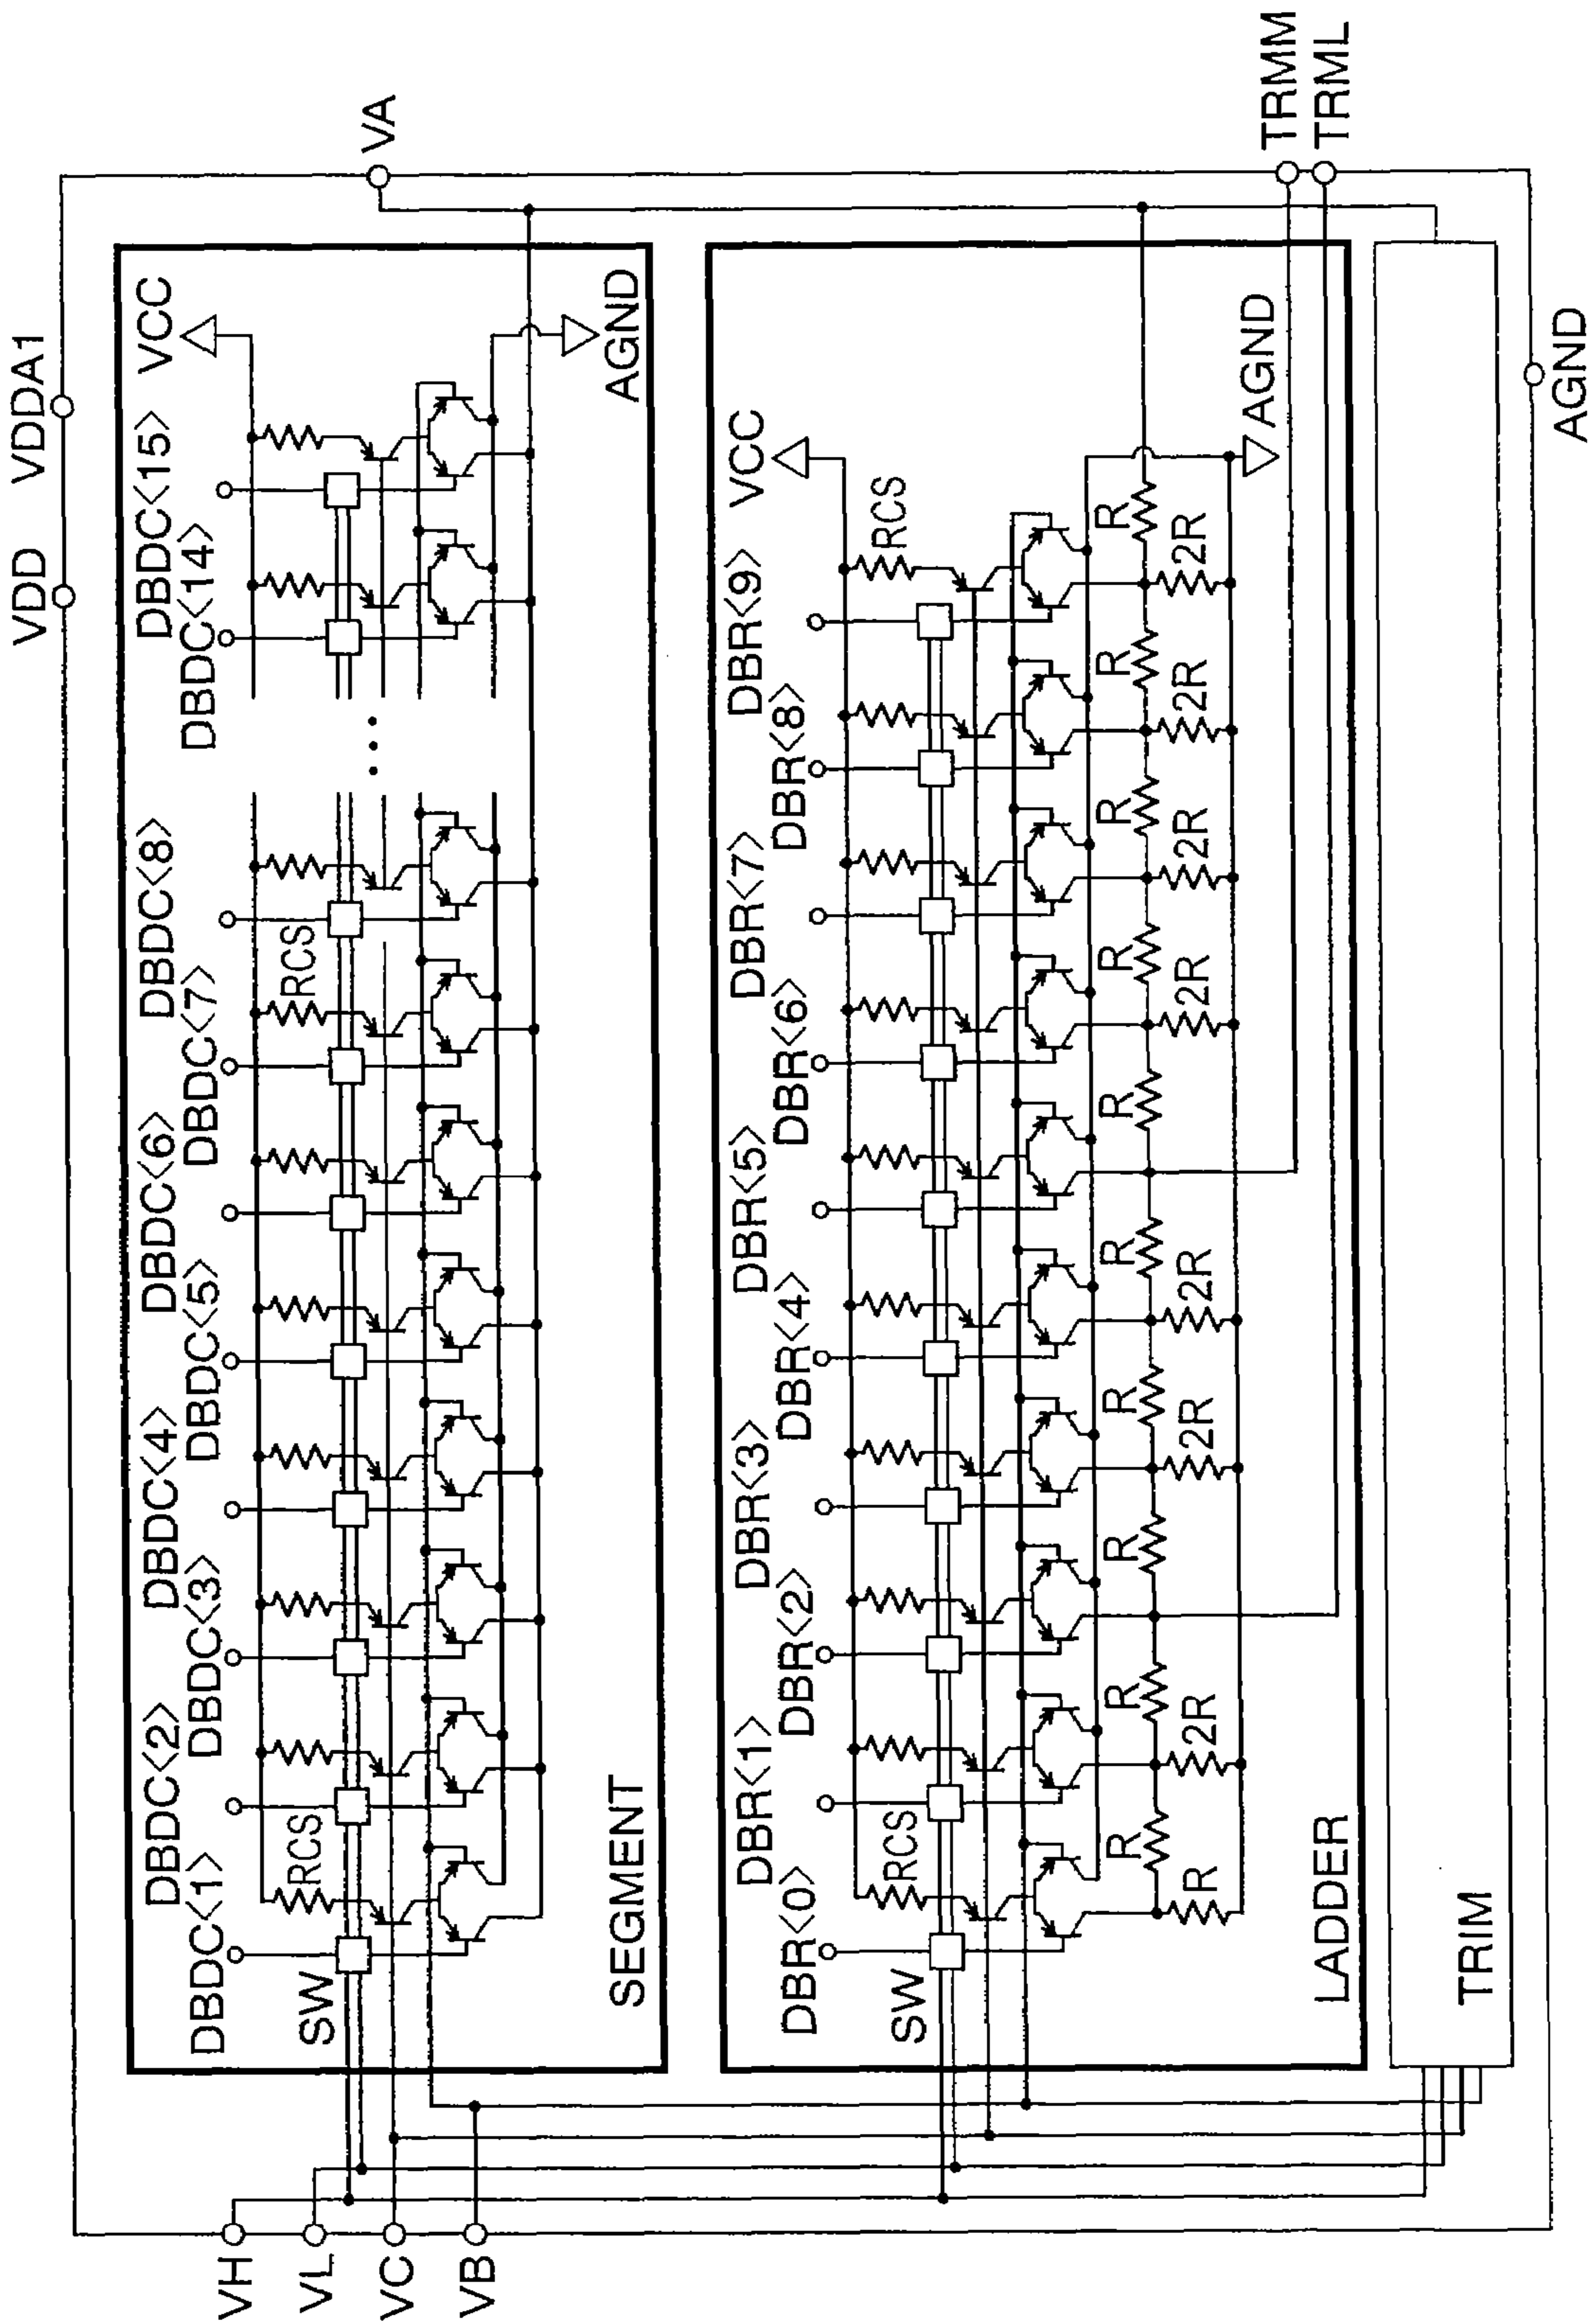 VDD
VDDA1
VH
VL
VC
VB
VA
TRMM
TRML
AGND
DBDC<1>
DBDC<2>
DBDC<3>
DBDC<4>
DBDC<5>
DBDC<6>
DBDC<7>
DBDC<8>
DBDC<14>
DBDC<15>
VCC
SW
RCS
RCS
...
AGND
SEGMENT
DBR<0>
DBR<1>
DBR<2>
DBR<3>
DBR<4>
DBR<5>
DBR<6>
DBR<7>
DBR<8>
DBR<9>
VCC
SW
RCS
RCS
R
R
R
R
R
R
R
R
R
R
R
2R
2R
2R
2R
2R
2R
2R
AGND
LADDER
TRIM